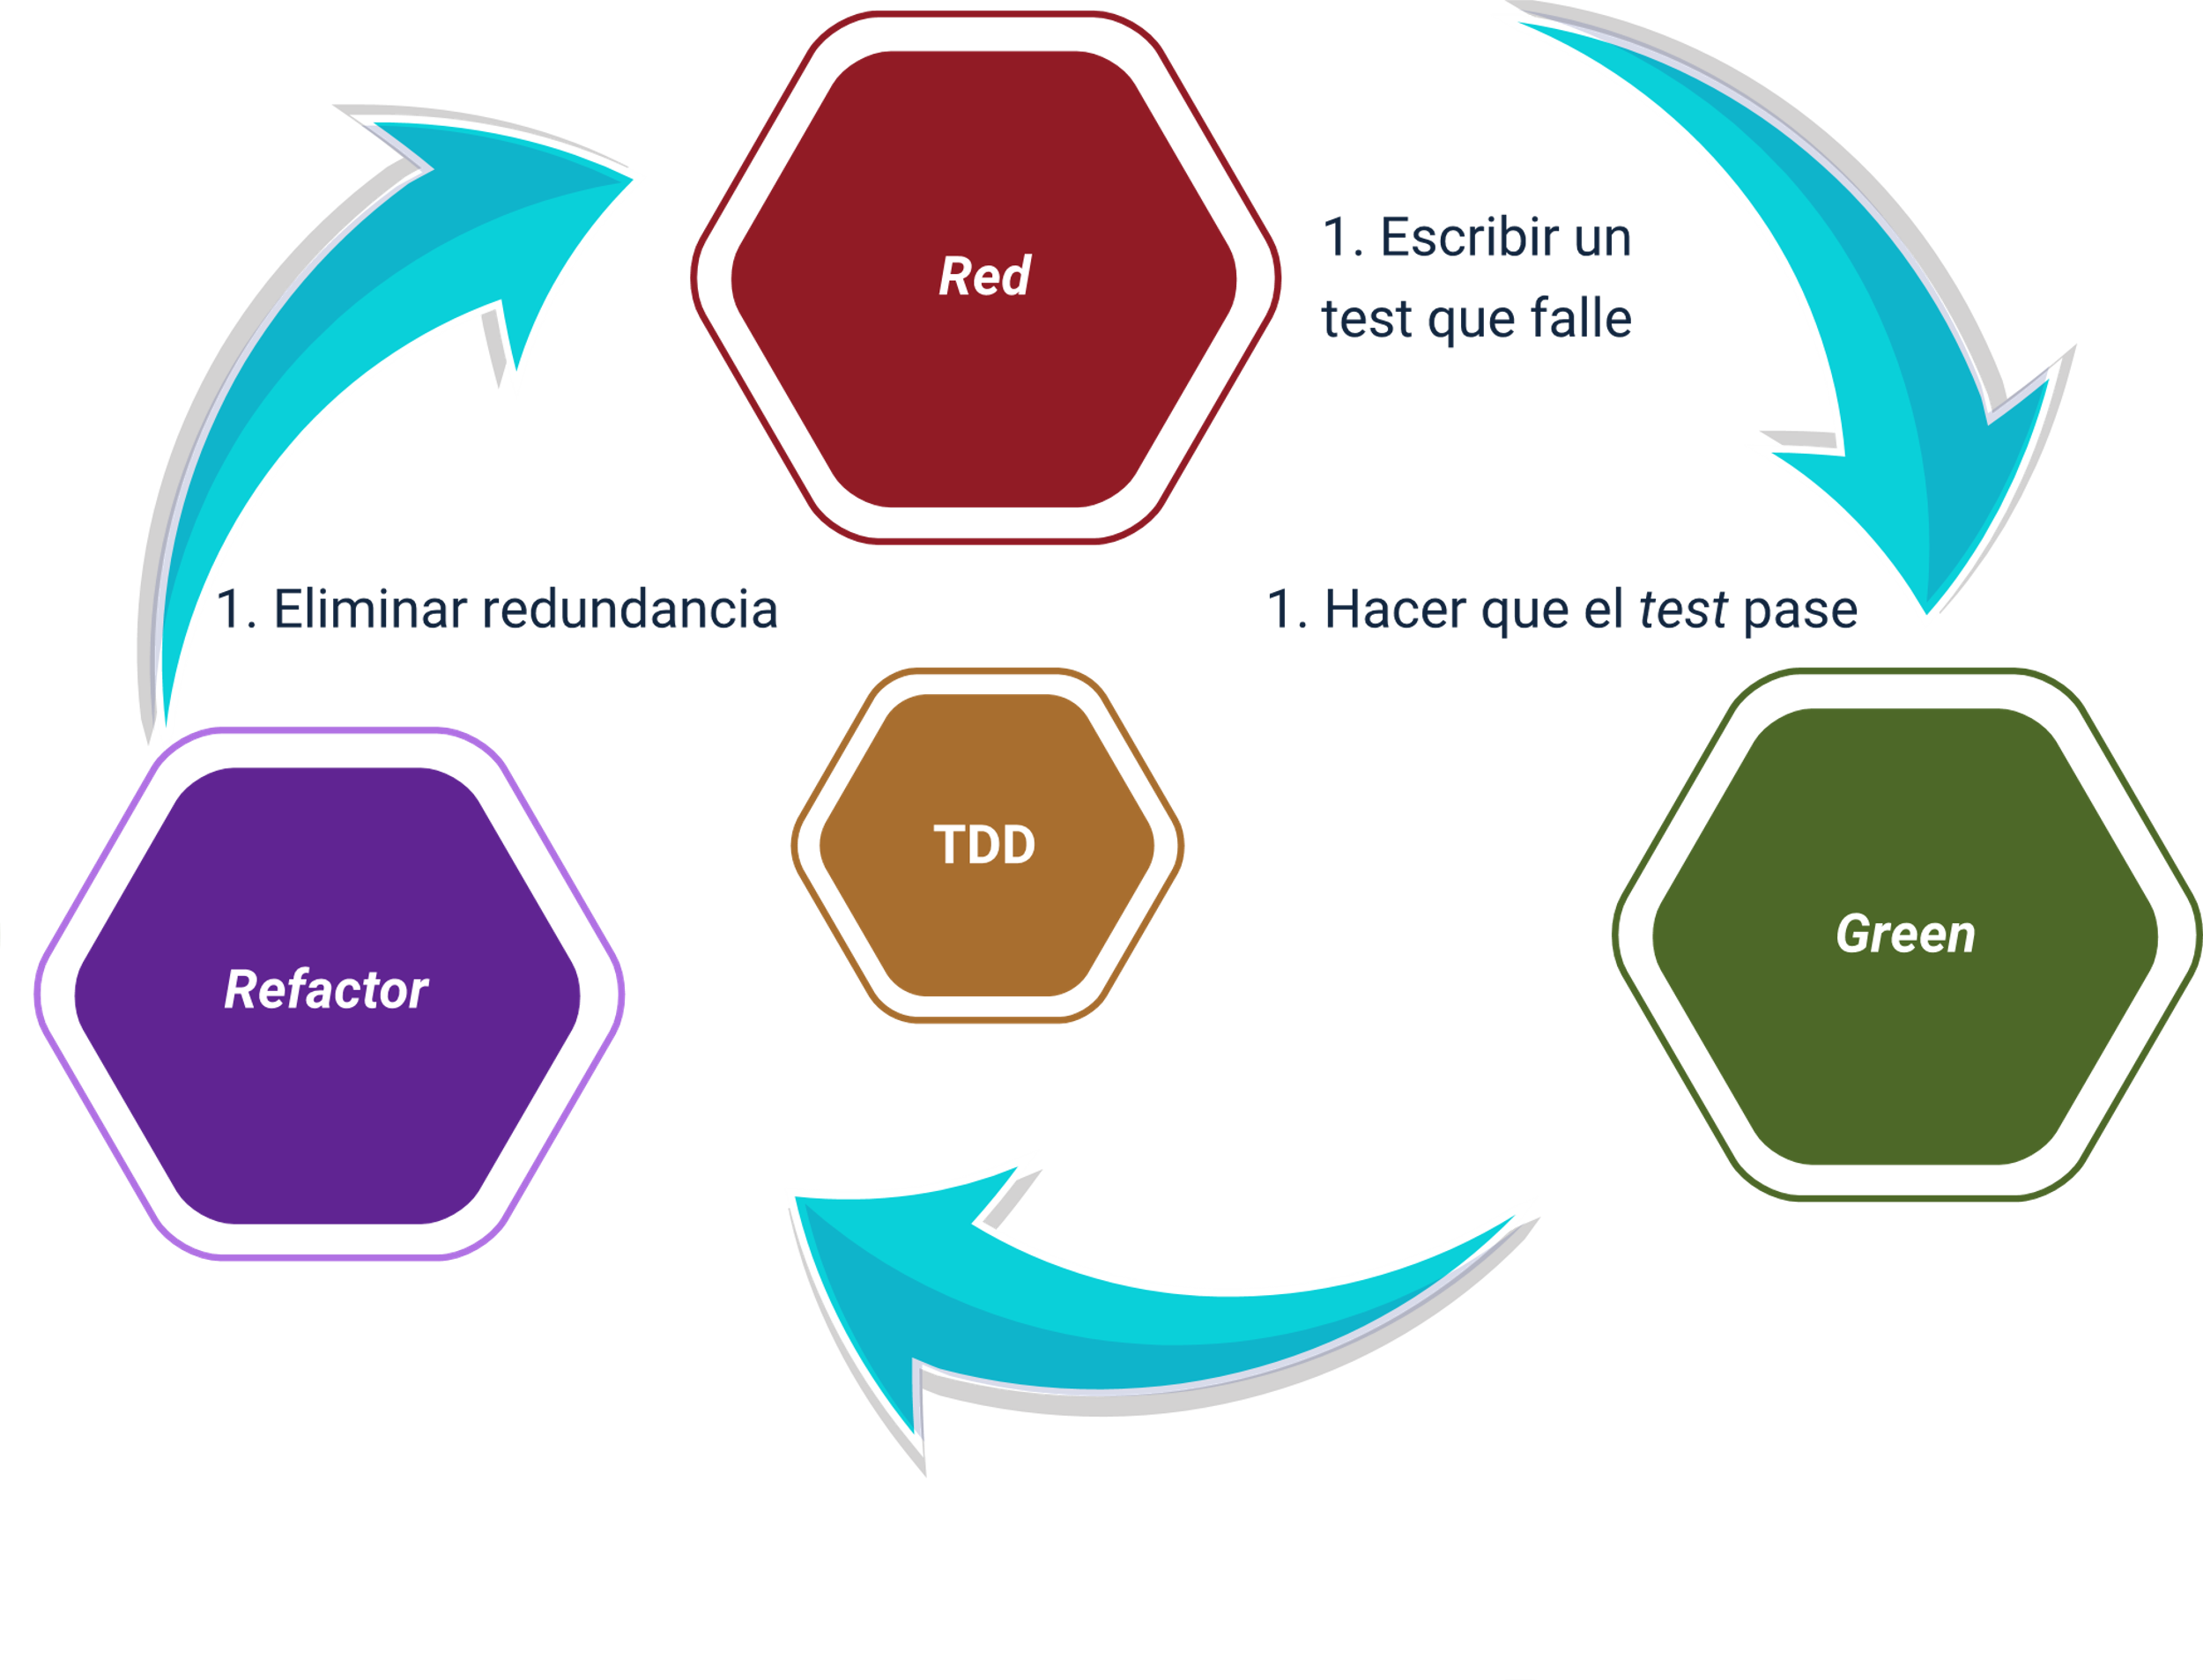 Red
1. Escribir un
test que falle
1. Eliminar redundancia
1. Hacer que el test pase
TDD
Refactor
Green